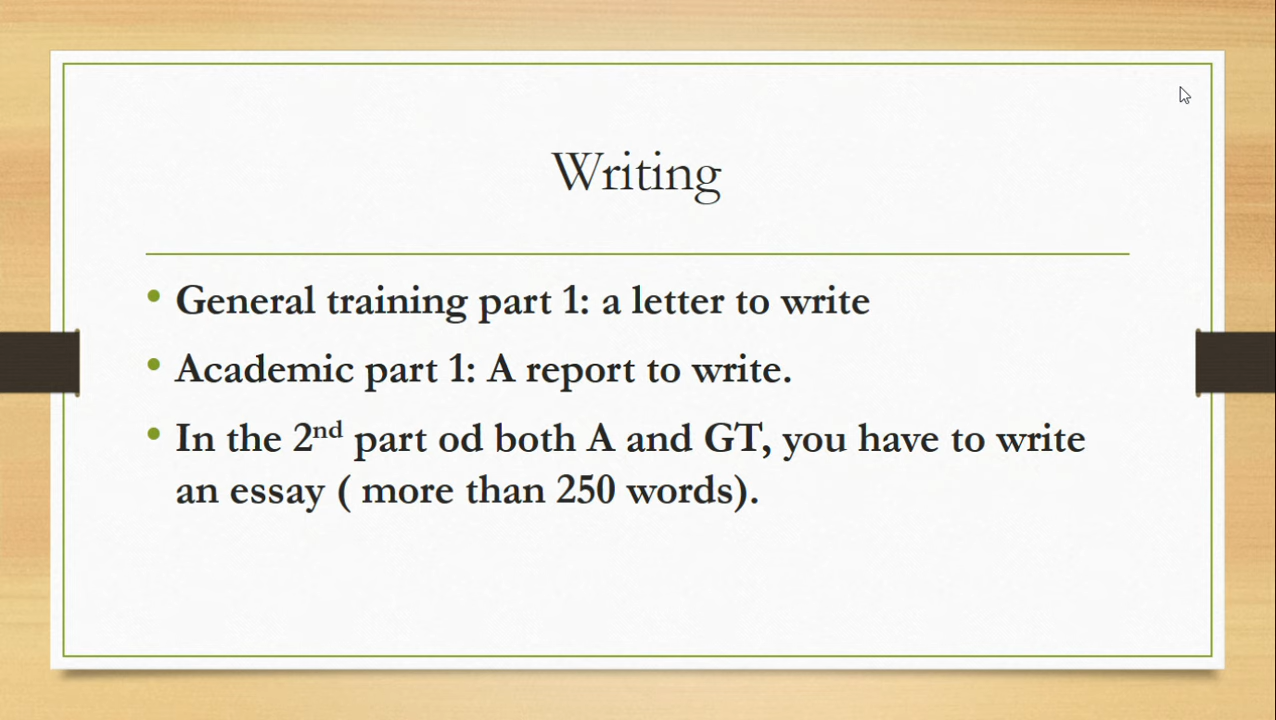 Writing
• General training part 1: a letter to write
• Academic part 1: A report to write.
• In the 2nd part od both A and GT, you have to write
an essay ( more than 250 words).